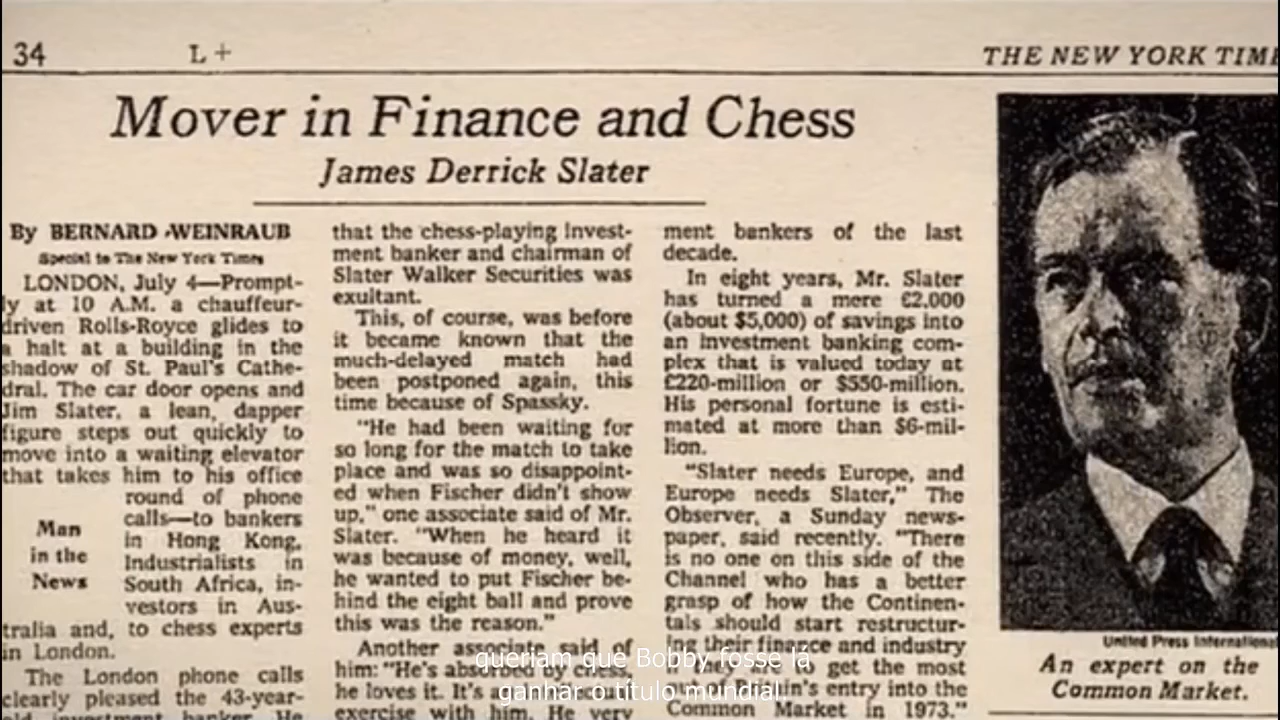 34 L + THE NEW YORK TIME
Mover in Finance and Chess
James Derrick Slater
By BERNARD WEINRAUB
Special to The New York Times
LONDON, July 4—Prompt-
ly at 10 A.M. a chauffeur-
driven Rolls-Royce glides to
a halt at a building in the
shadow of St. Paul's Cathe-
dral. The car door opens and
Jim Slater, a lean, dapper
figure steps out quickly to
move into a waiting elevator
that takes him to his office
round of phone
calls—to bankers
in Hong Kong,
industrialists in
South Africa, in-
vestors in Aus-
tralia and, to chess experts
in London.
Man
in the
News
The London phone calls
clearly pleased the 43-year-
old investment banker. He
that the chess-playing invest-
ment banker and chairman of
Slater Walker Securities was
exultant.
This, of course, was before
it became known that the
much-delayed match had
been postponed again, this
time because of Spassky.
"He had been waiting for
so long for the match to take
place and was so disappoint-
ed when Fischer didn't show
up," one associate said of Mr.
Slater. "When he heard it
was because of money, well,
he wanted to put Fischer be-
hind the eight ball and prove
this was the reason."
Another associate said of
him: "He's absorbed by chess
he loves it. It's
exercise with him. He very
ment bankers of the last
decade.
In eight years, Mr. Slater
has turned a mere £2,000
(about $5,000) of savings into
an investment banking com-
plex that is valued today at
£220-million or $550-million.
His personal fortune is esti-
mated at more than $6-mil-
lion.
"Slater needs Europe, and
Europe needs Slater," The
Observer, a Sunday news-
paper, said recently. "There
is no one on this side of the
Channel who has a better
grasp of how the Continen-
tals should start restructur-
ing their finance and industry
to get the most
out of Britain's entry into the
Common Market in 1973."
United Press Internationa
An expert on the
Common Market.
queriam que Bobby fosse lá
ganhar o título mundial.